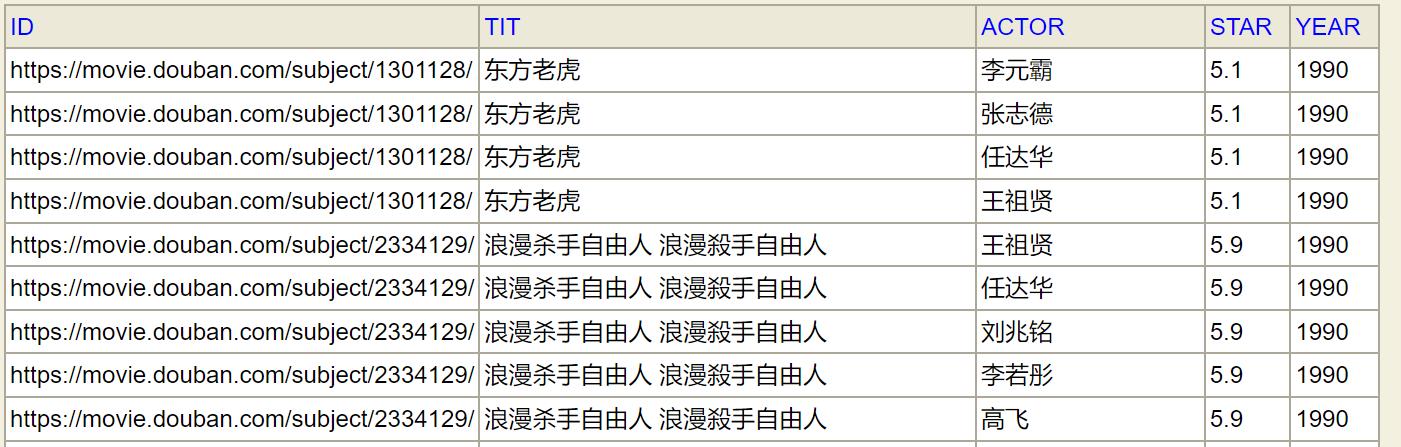 ID TIT ACTOR STAR YEAR
https://movie.douban.com/subject/1301128/ 东方老虎 李元霸 5.1 1990
https://movie.douban.com/subject/1301128/ 东方老虎 张志德 5.1 1990
https://movie.douban.com/subject/1301128/ 东方老虎 任达华 5.1 1990
https://movie.douban.com/subject/1301128/ 东方老虎 王祖贤 5.1 1990
https://movie.douban.com/subject/2334129/ 浪漫杀手自由人 浪漫殺手自由人 王祖贤 5.9 1990
https://movie.douban.com/subject/2334129/ 浪漫杀手自由人 浪漫殺手自由人 任达华 5.9 1990
https://movie.douban.com/subject/2334129/ 浪漫杀手自由人 浪漫殺手自由人 刘兆铭 5.9 1990
https://movie.douban.com/subject/2334129/ 浪漫杀手自由人 浪漫殺手自由人 李若彤 5.9 1990
https://movie.douban.com/subject/2334129/ 浪漫杀手自由人 浪漫殺手自由人 高飞 5.9 1990